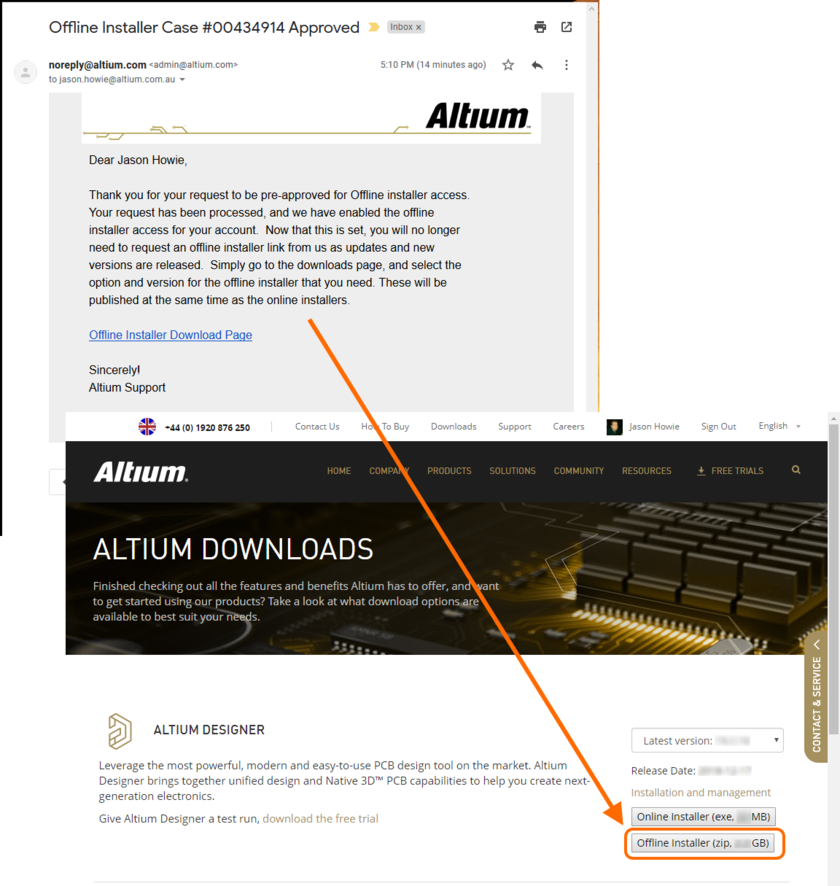 Offline Installer Case #00434914 Approved
Inbox x
noreply@altium.com <admin@altium.com>
5:10 PM (14 minutes ago)
to jason.howie@altium.com.au
Altıum
Dear Jason Howie,
Thank you for your request to be pre-approved for Offline installer access.
Your request has been processed, and we have enabled the offline
installer access for your account.  Now that this is set, you will no longer
need to request an offline installer link from us as updates and new
versions are released.  Simply go to the downloads page, and select the
option and version for the offline installer that you need. These will be
published at the same time as the online installers.
Offline Installer Download Page
Sincerely!
Altium Support
+44 (0) 1920 876 250
Contact Us
How To Buy
Downloads
Support
Careers
Jason Howie
Sign Out
English
Altıum.
HOME
COMPANY
PRODUCTS
SOLUTIONS
COMMUNITY
RESOURCES
FREE TRIALS
ALTIUM DOWNLOADS
Finished checking out all the features and benefits Altium has to offer, and want
to get started using our products? Take a look at what download options are
available to best suit your needs.
CONTACT & SERVICE
ALTIUM DESIGNER
Leverage the most powerful, modern and easy-to-use PCB design tool on the market. Altium
Designer brings together unified design and Native 3D™ PCB capabilities to help you create next-
generation electronics.
Give Altium Designer a test run, download the free trial
Latest version:
Release Date:
Installation and management
Online Installer (exe, MB)
Offline Installer (zip, GB)